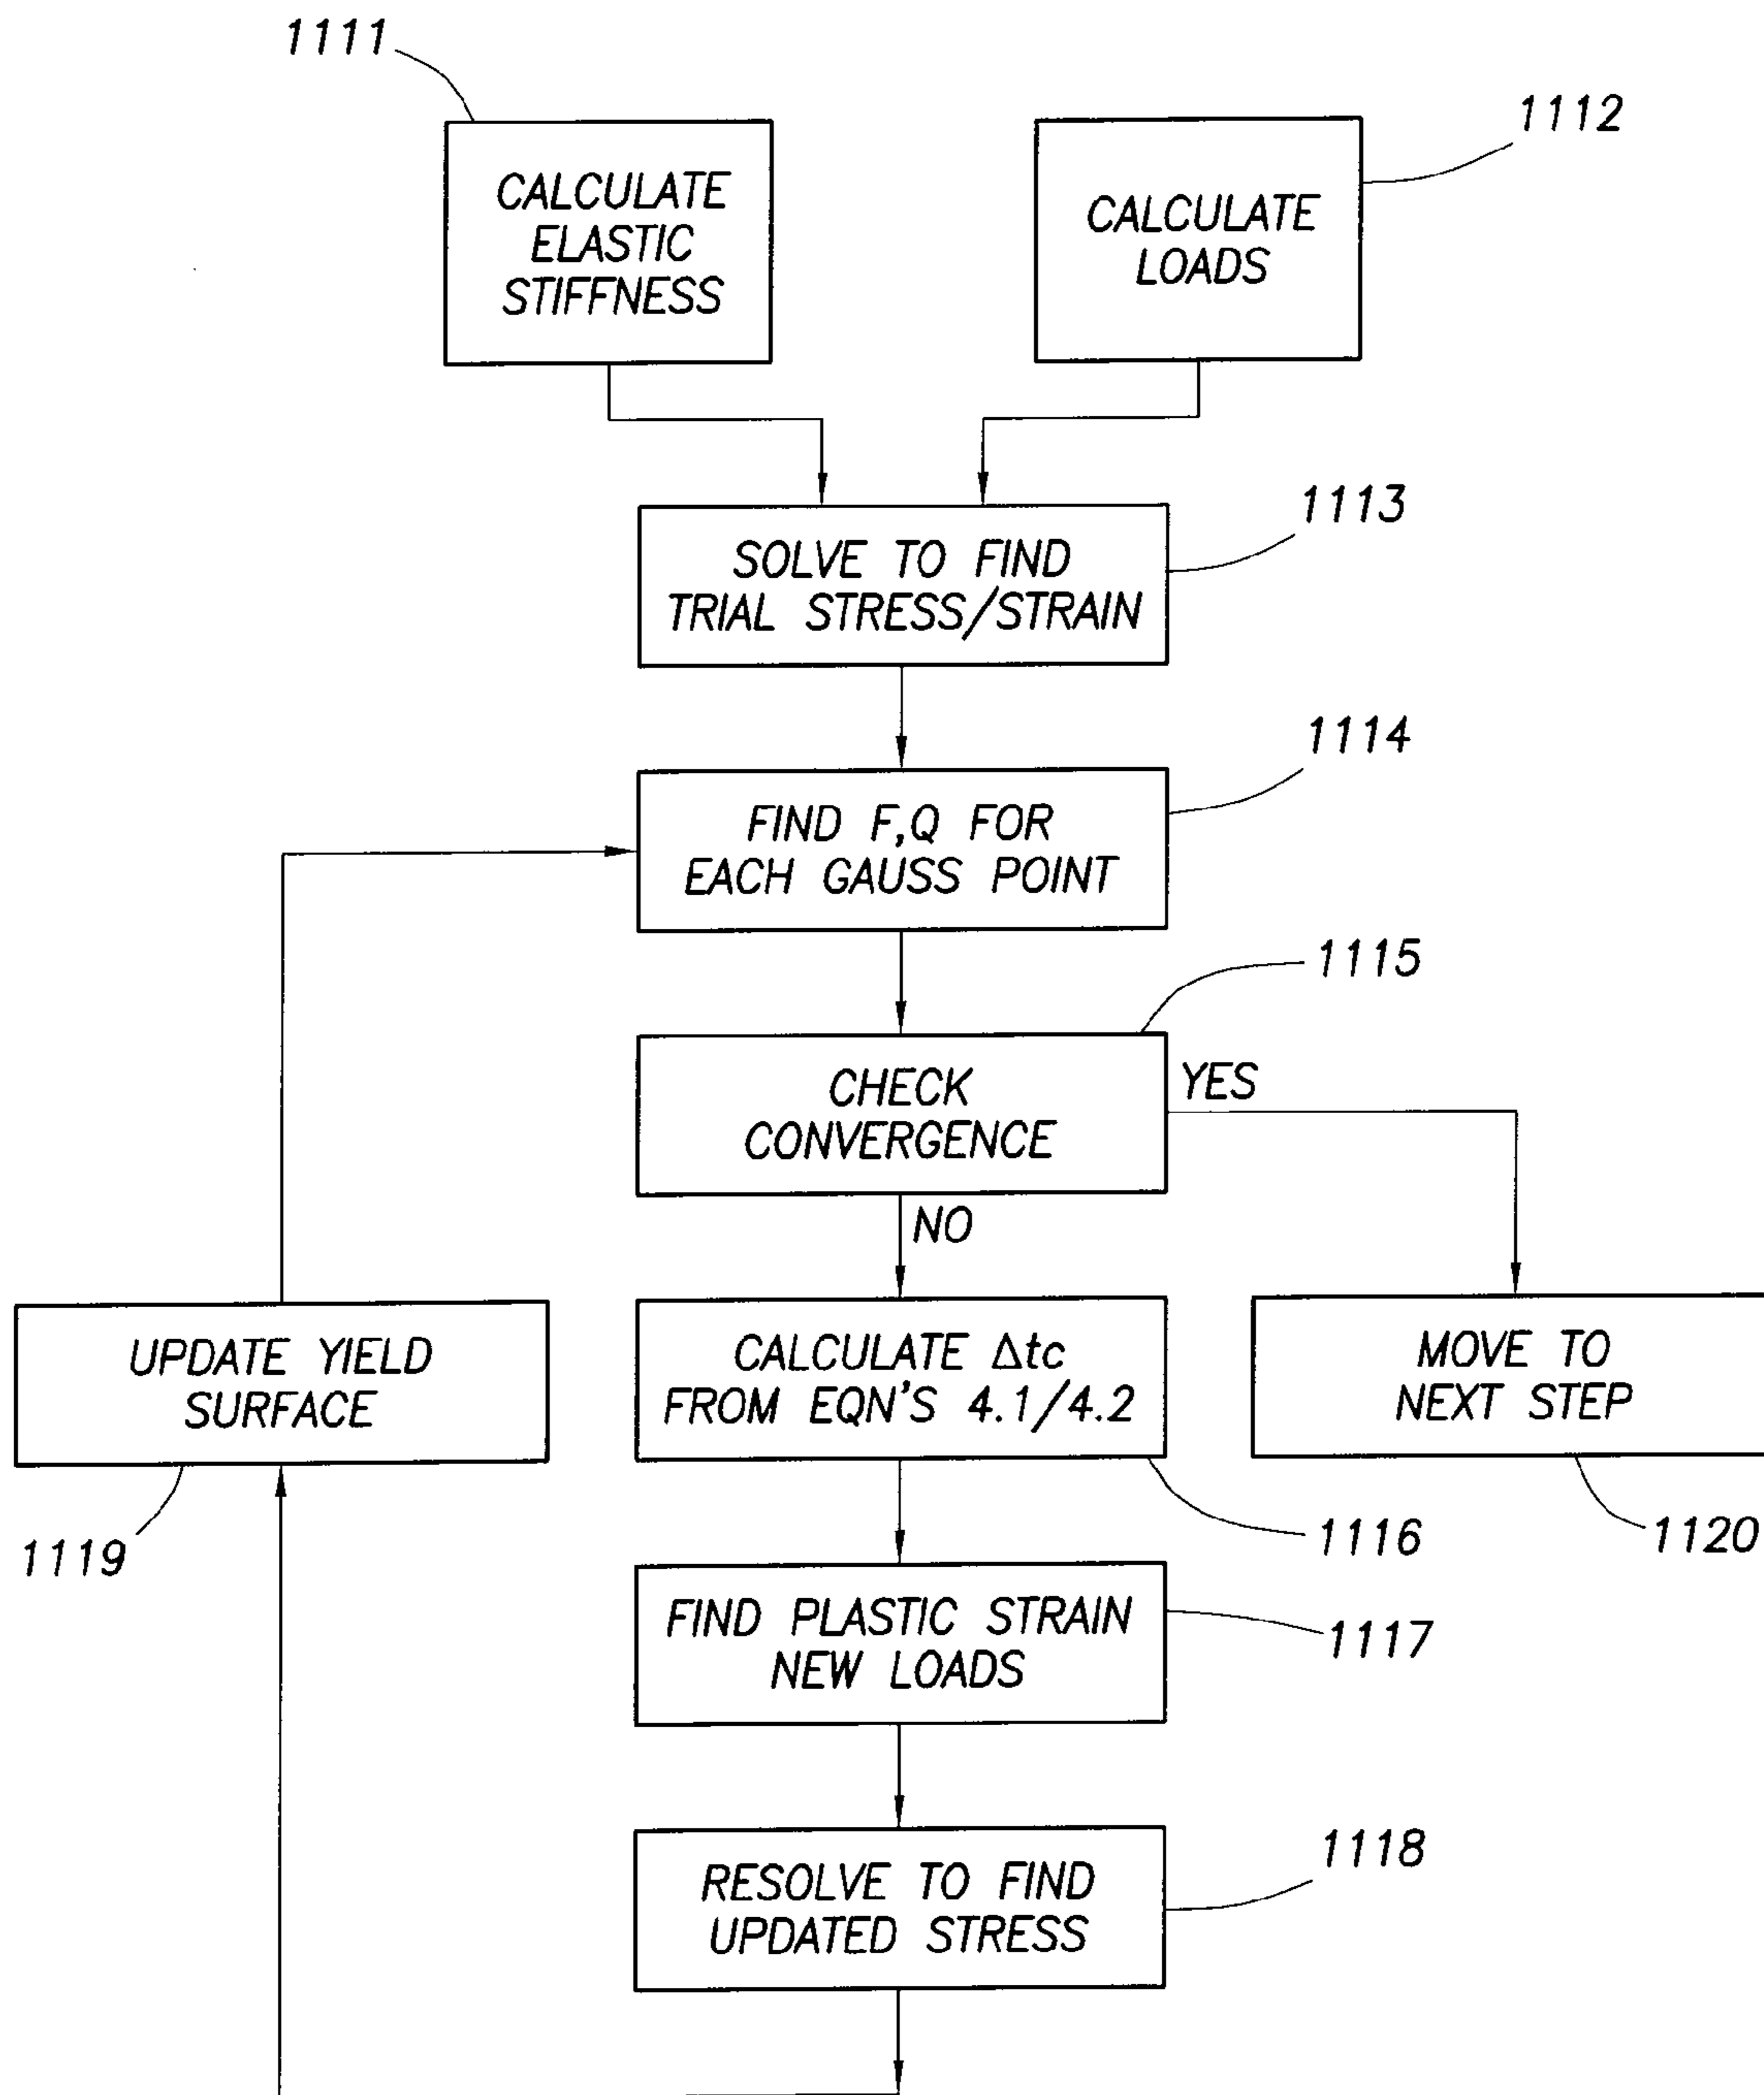 1111
1112
CALCULATE
ELASTIC
STIFFNESS
CALCULATE
LOADS
1113
SOLVE TO FIND
TRIAL STRESS/STRAIN
1114
FIND F,Q FOR
EACH GAUSS POINT
1115
CHECK
CONVERGENCE
YES
NO
UPDATE YIELD
SURFACE
1119
CALCULATE Δtc
FROM EQN'S 4.1/4.2
1116
MOVE TO
NEXT STEP
1120
FIND PLASTIC STRAIN
NEW LOADS
1117
RESOLVE TO FIND
UPDATED STRESS
1118